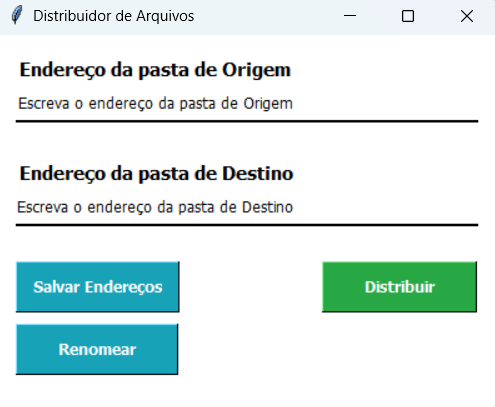 Distribuidor de Arquivos
Endereço da pasta de Origem
Escreva o endereço da pasta de Origem
Endereço da pasta de Destino
Escreva o endereço da pasta de Destino
Salvar Endereços
Distribuir
Renomear